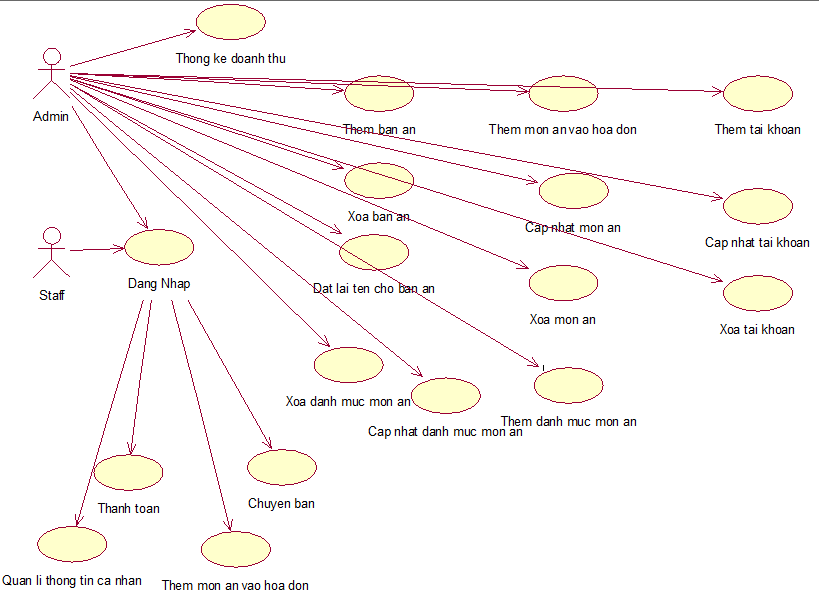 Thong ke doanh thu
Admin
Them ban an
Them mon an vao hoa don
Them tai khoan
Xoa ban an
Cap nhat mon an
Cap nhat tai khoan
Staff
Dang Nhap
Dat lai ten cho ban an
Xoa mon an
Xoa tai khoan
Xoa danh muc mon an
Cap nhat danh muc mon an
Them danh muc mon an
Thanh toan
Chuyen ban
Quan li thong tin ca nhan
Them mon an vao hoa don